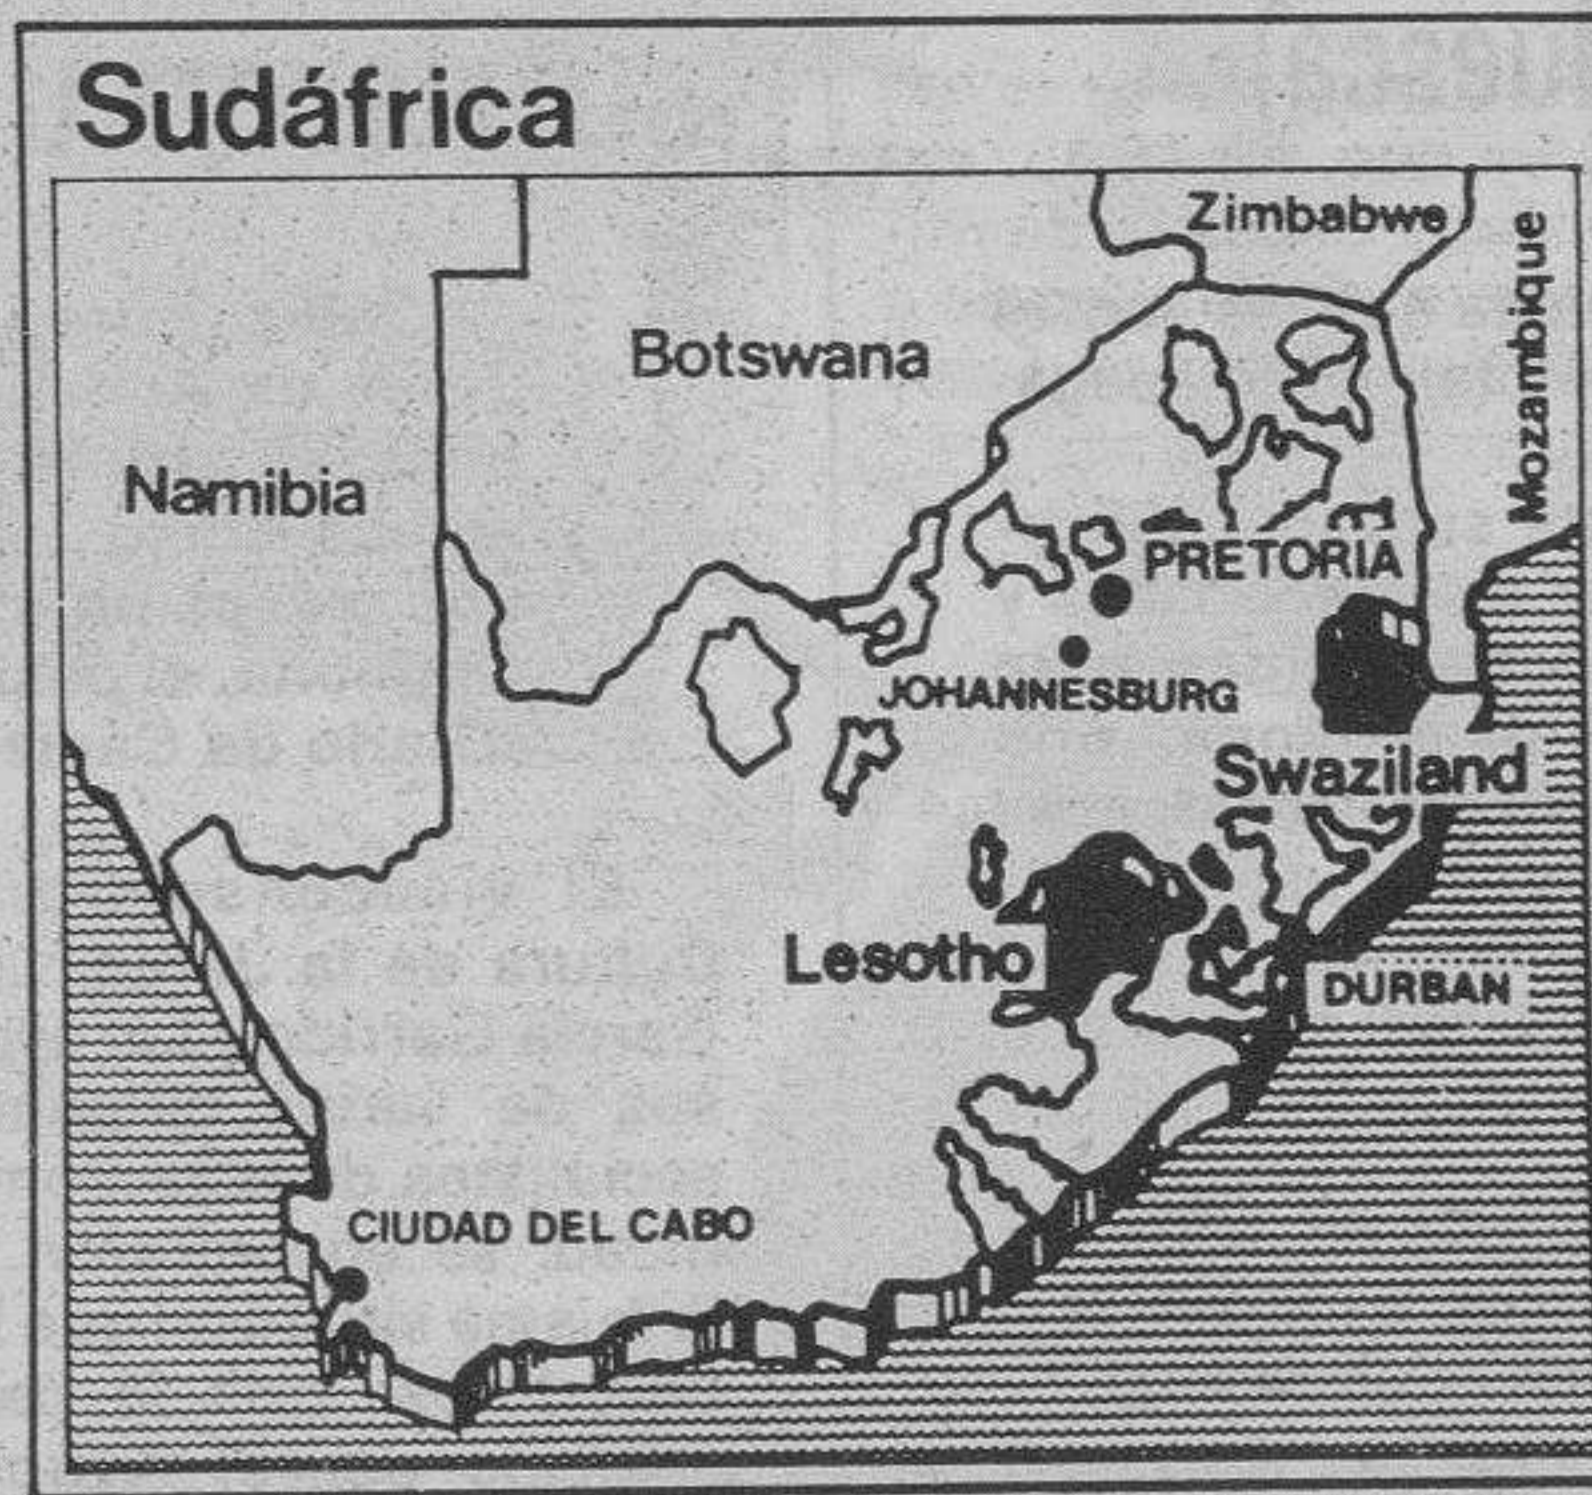 Sudáfrica
Zimbabwe
Mozambique
Botswana
Namibia
PRETORIA
JOHANNESBURG
Swaziland
Lesotho
DURBAN
CIUDAD DEL CABO